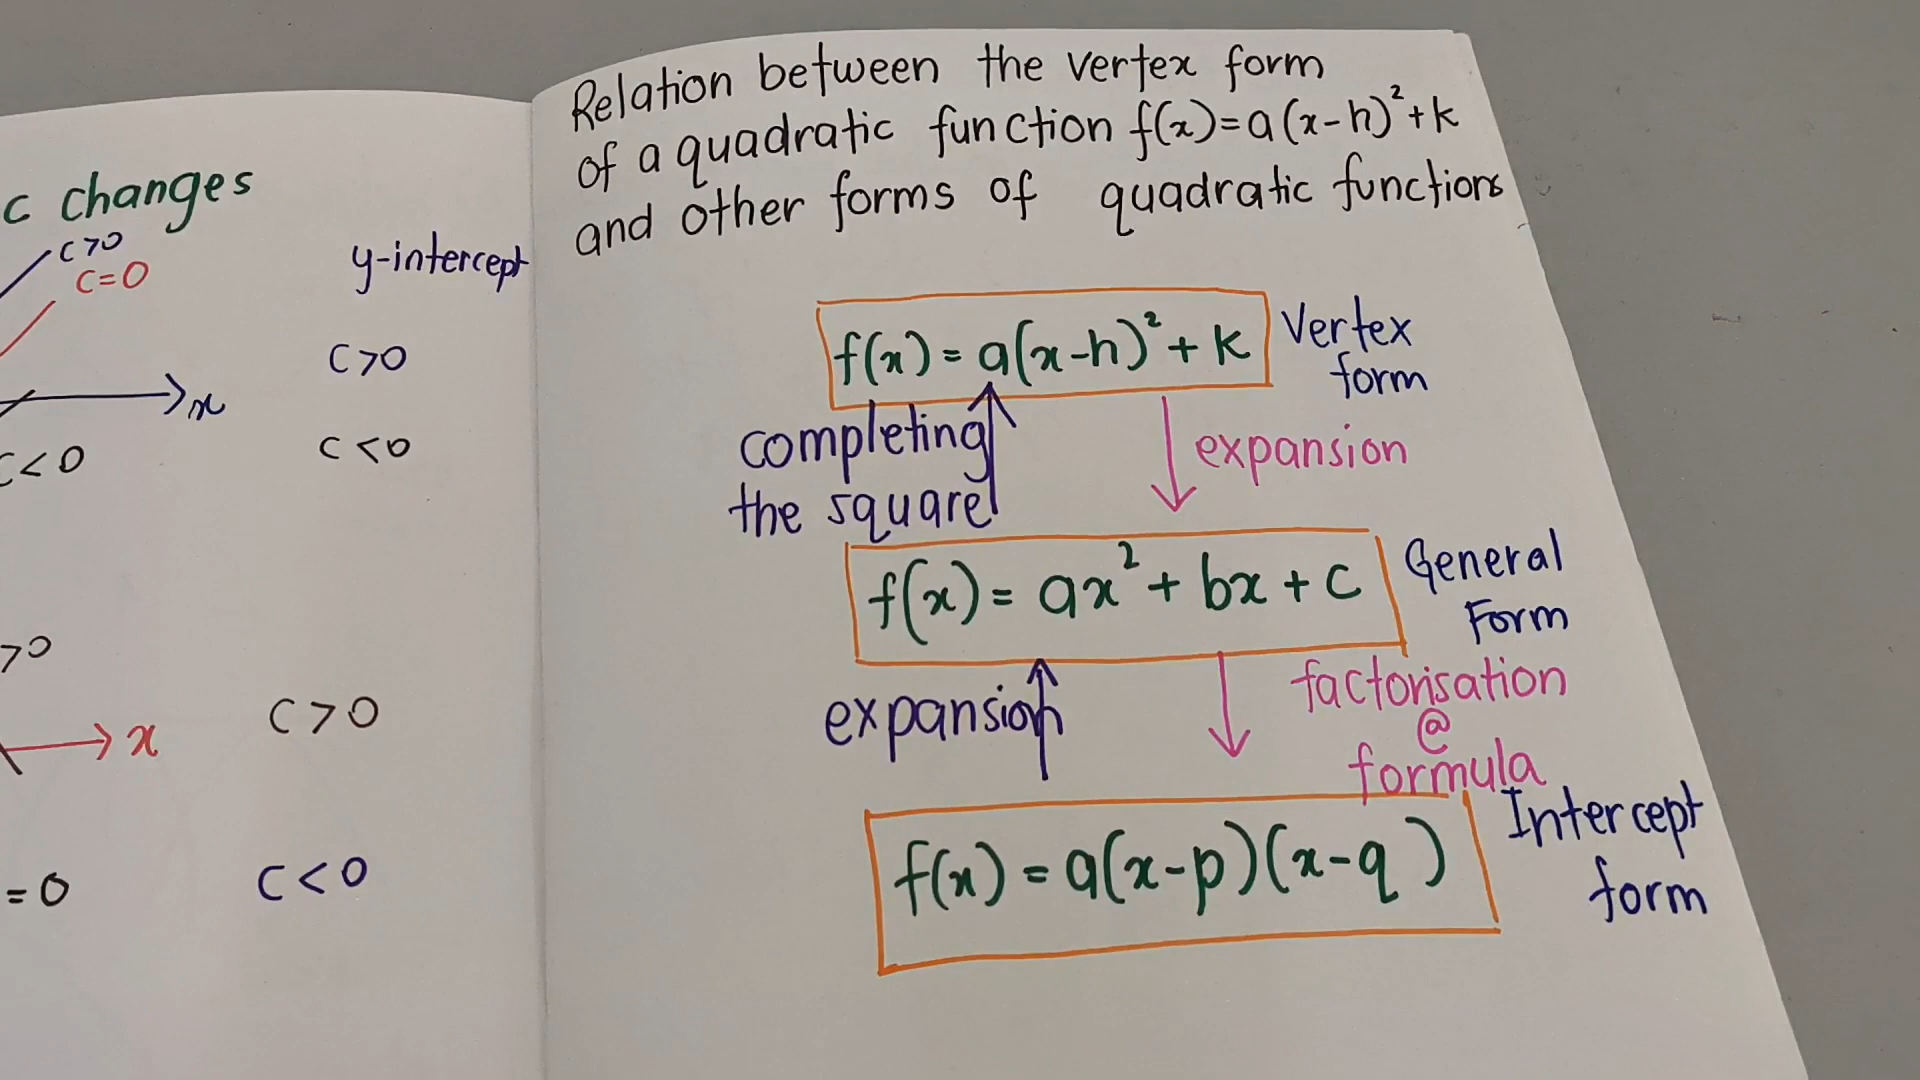 c changes
c>0
c=0
y-intercept
c>0
x
c<0
c<0
>0
c>0
x
=0
c<0
Relation between the vertex form
of a quadratic function f(x)=a(x-h)²+k
and other forms of quadratic functions
f(x)=a(x-h)²+k
Vertex
form
completing
the square
expansion
f(x)=ax²+bx+c
General
Form
expansion
factorisation
@
formula
f(x)=a(x-p)(x-q)
Intercept
form